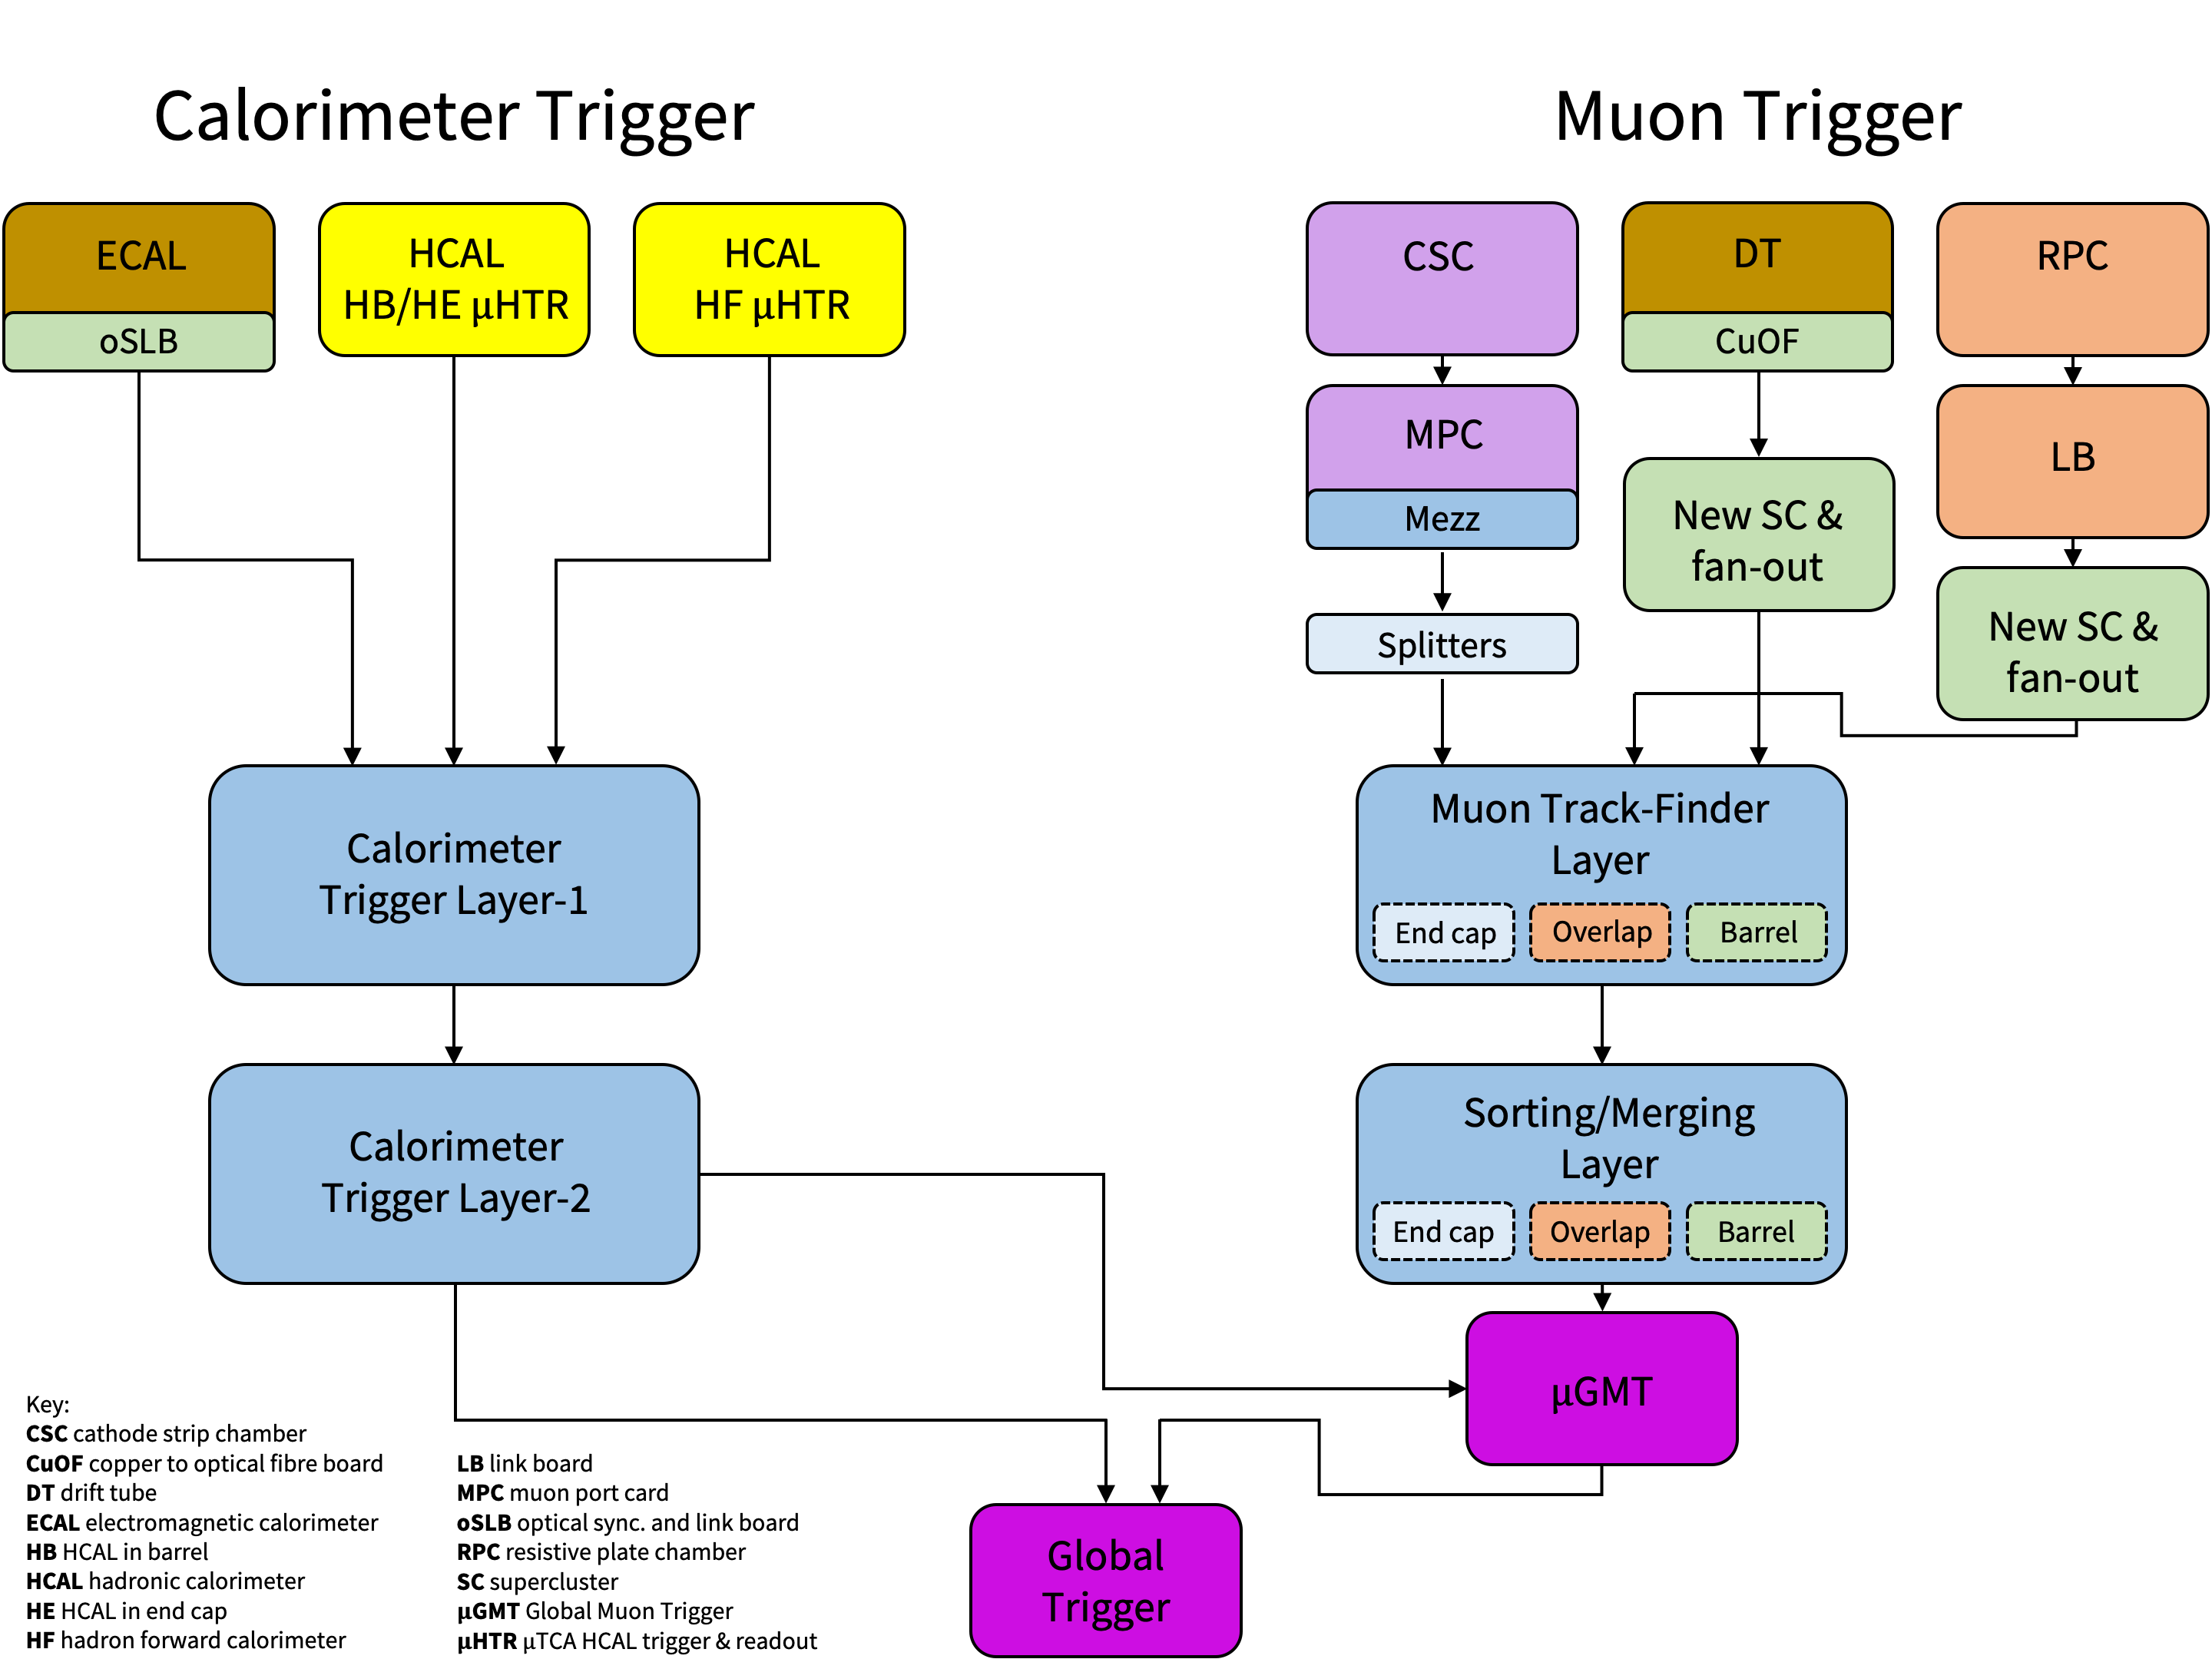 Calorimeter Trigger
Muon Trigger
ECAL
oSLB
HCAL
HB/HE µHTR
HCAL
HF µHTR
CSC
DT
CuOF
RPC
MPC
Mezz
New SC &
fan-out
LB
Splitters
New SC &
fan-out
Calorimeter
Trigger Layer-1
Muon Track-Finder
Layer
End cap
Overlap
Barrel
Calorimeter
Trigger Layer-2
Sorting/Merging
Layer
End cap
Overlap
Barrel
µGMT
Global
Trigger
Key:
CSC cathode strip chamber
CuOF copper to optical fibre board
DT drift tube
ECAL electromagnetic calorimeter
HB HCAL in barrel
HCAL hadronic calorimeter
HE HCAL in end cap
HF hadron forward calorimeter
LB link board
MPC muon port card
oSLB optical sync. and link board
RPC resistive plate chamber
SC supercluster
µGMT Global Muon Trigger
µHTR µTCA HCAL trigger & readout